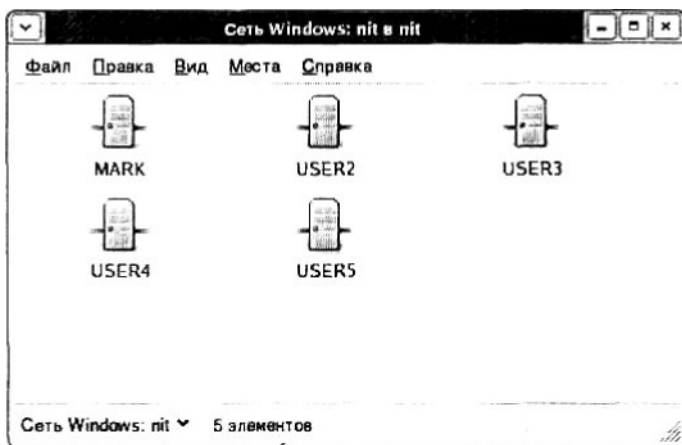 Сеть Windows: nit в nit
Файл Правка Вид Места Справка
MARK USER2 USER3
USER4 USER5
Сеть Windows: nit 5 элементов